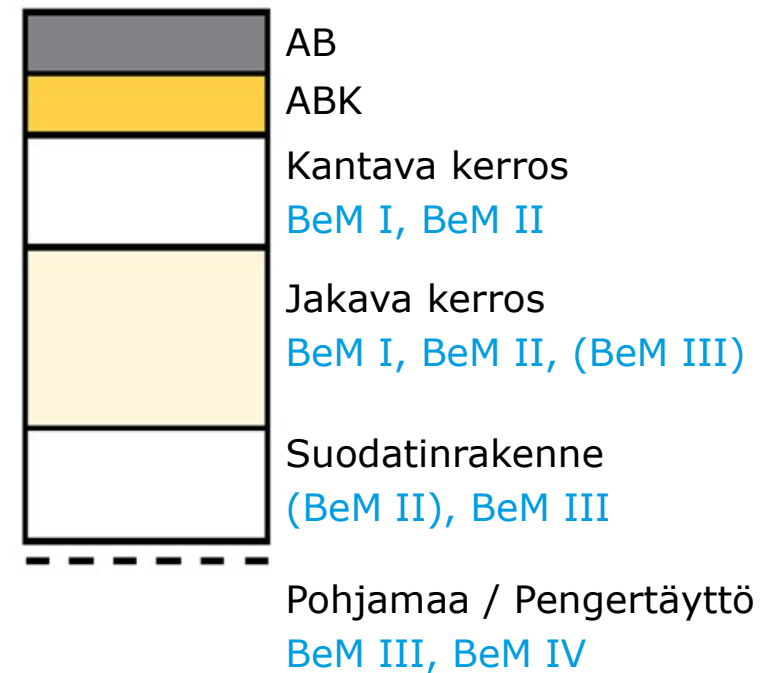 AB
ABK
Kantava kerros
BeM I, BeM II
Jakava kerros
BeM I, BeM II, (BeM III)
Suodatinrakenne
(BeM II), BeM III
Pohjamaa / Pengertäyttö
BeM III, BeM IV